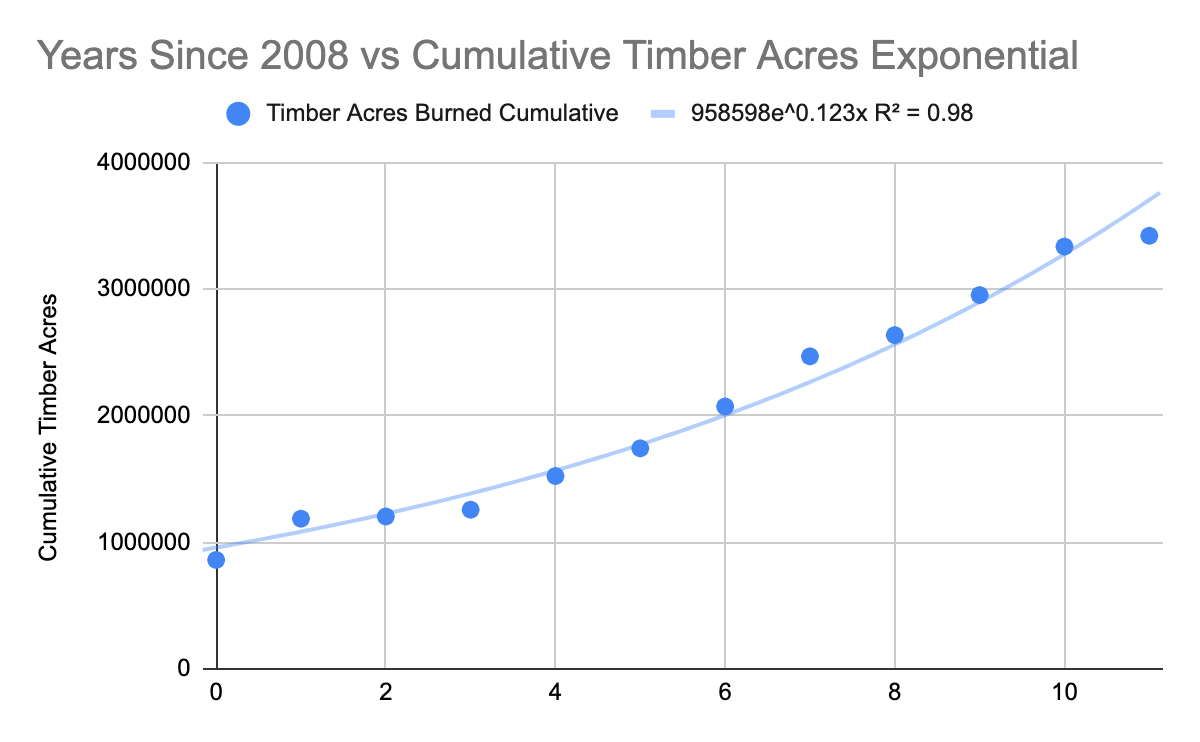 Years Since 2008 vs Cumulative Timber Acres Exponential
Timber Acres Burned Cumulative
958598e^0.123x R² = 0.98
Cumulative Timber Acres
4000000
3000000
2000000
1000000
0
0 2 4 6 8 10